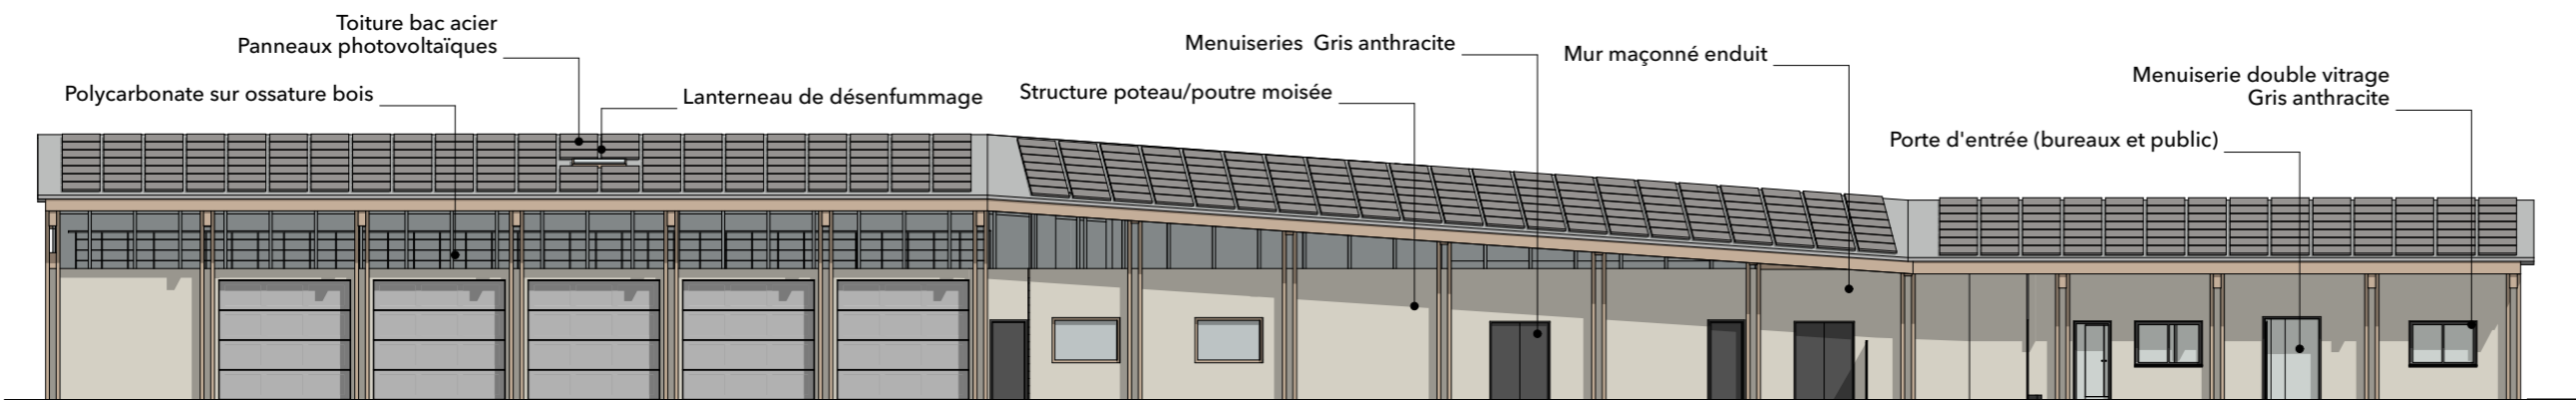 Toiture bac acier
Panneaux photovoltaïques
Polycarbonate sur ossature bois
Lanterneau de désenfummage
Menuiseries  Gris anthracite
Structure poteau/poutre moisée
Mur maçonné enduit
Menuiserie double vitrage
Gris anthracite
Porte d'entrée (bureaux et public)